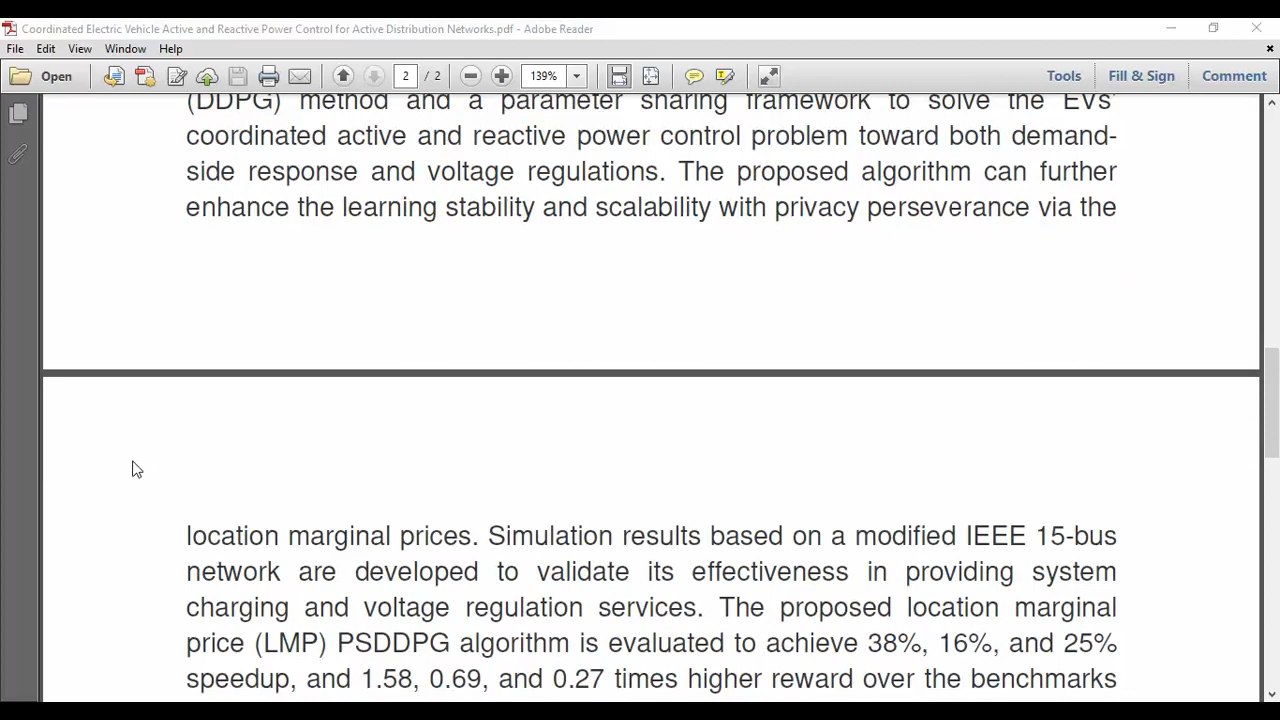 Coordinated Electric Vehicle Active and Reactive Power Control for Active Distribution Networks.pdf - Adobe Reader
File Edit View Window Help
Open 2 / 2 139% Tools Fill & Sign Comment
(DDPG) method and a parameter sharing framework to solve the EVs'
coordinated active and reactive power control problem toward both demand-
side response and voltage regulations. The proposed algorithm can further
enhance the learning stability and scalability with privacy perseverance via the
location marginal prices. Simulation results based on a modified IEEE 15-bus
network are developed to validate its effectiveness in providing system
charging and voltage regulation services. The proposed location marginal
price (LMP) PSDDPG algorithm is evaluated to achieve 38%, 16%, and 25%
speedup, and 1.58, 0.69, and 0.27 times higher reward over the benchmarks